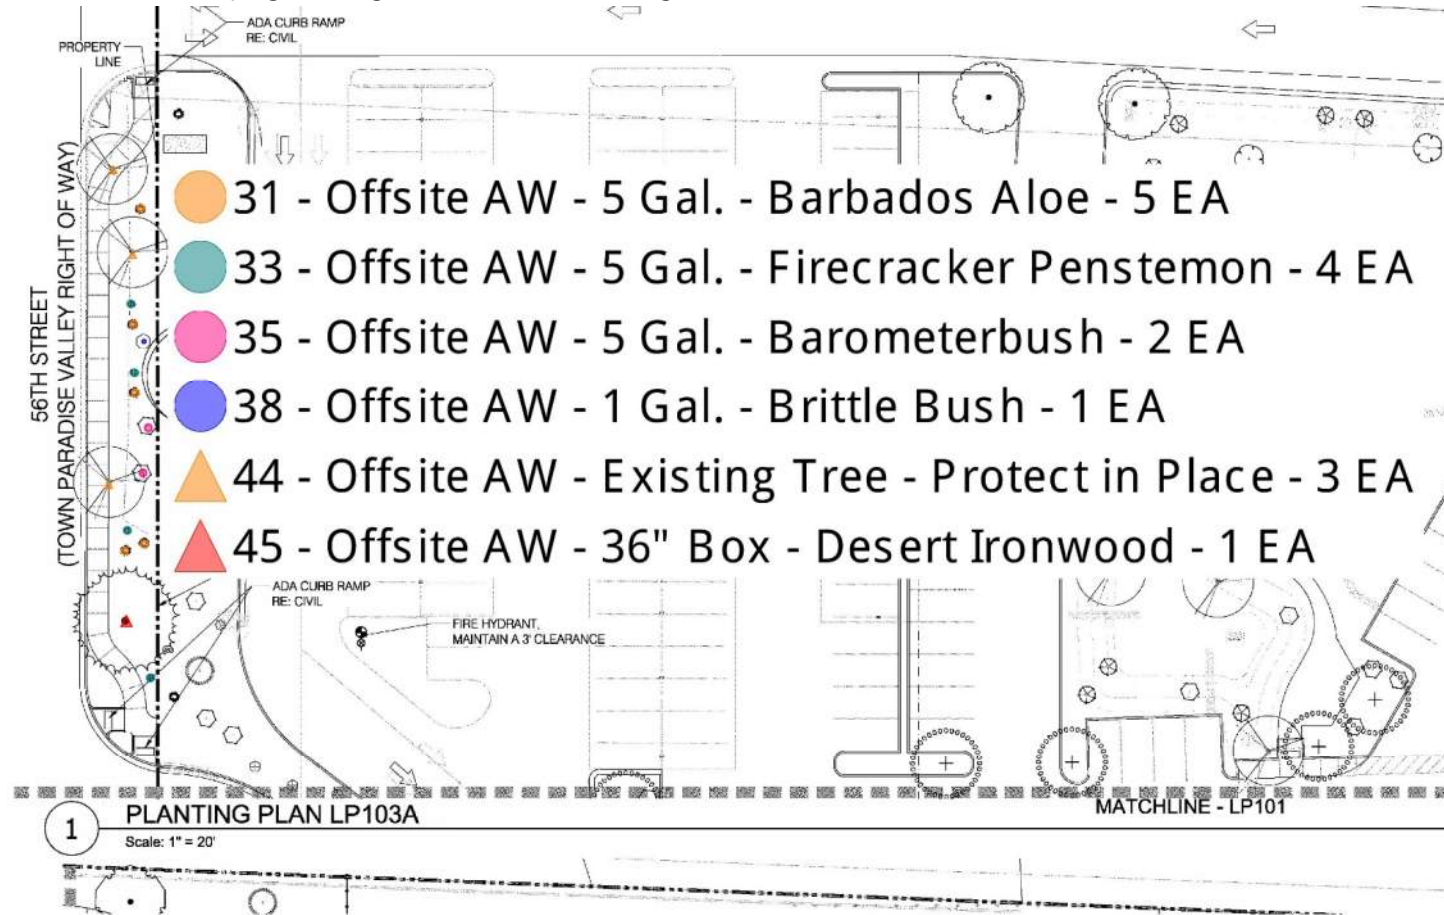 ADA CURB RAMP
RE: CIVIL
PROPERTY
LINE
56TH STREET
(TOWN PARADISE VALLEY RIGHT OF WAY)
31 - Offsite AW - 5 Gal. - Barbados Aloe - 5 EA
33 - Offsite AW - 5 Gal. - Firecracker Penstemon - 4 EA
35 - Offsite AW - 5 Gal. - Barometerbush - 2 EA
38 - Offsite AW - 1 Gal. - Brittle Bush - 1 EA
44 - Offsite AW - Existing Tree - Protect in Place - 3 EA
45 - Offsite AW - 36" Box - Desert Ironwood - 1 EA
ADA CURB RAMP
RE: CIVIL
FIRE HYDRANT,
MAINTAIN A 3' CLEARANCE
MATCHLINE - LP101
1
PLANTING PLAN LP103A
Scale: 1" = 20'